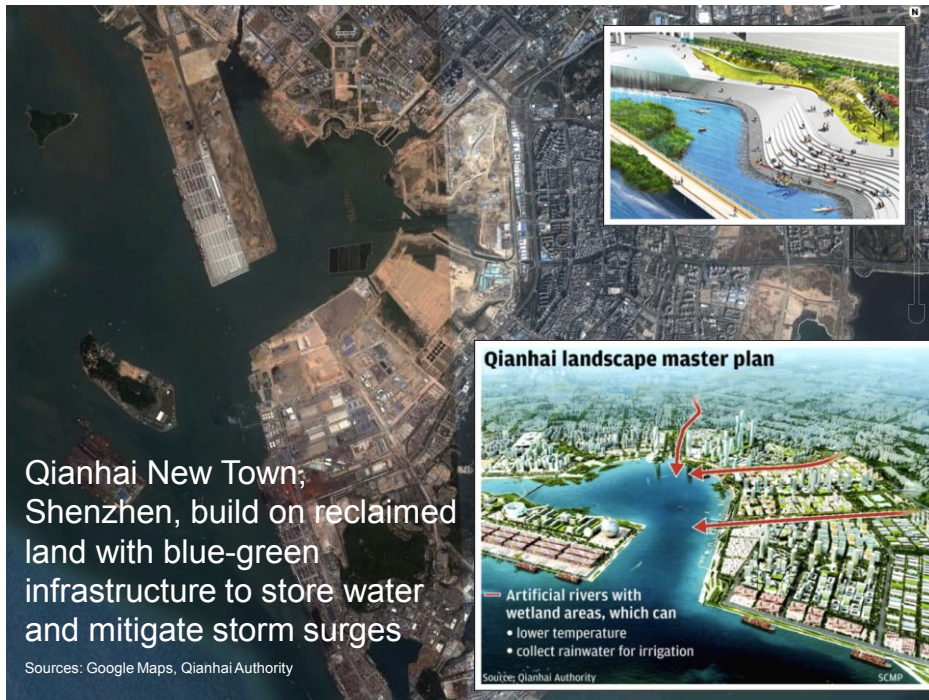 N
Qianhai landscape master plan
Artificial rivers with
wetland areas, which can
• lower temperature
• collect rainwater for irrigation
Source: Qianhai Authority
SCMP
Qianhai New Town,
Shenzhen, build on reclaimed
land with blue-green
infrastructure to store water
and mitigate storm surges
Sources: Google Maps, Qianhai Authority